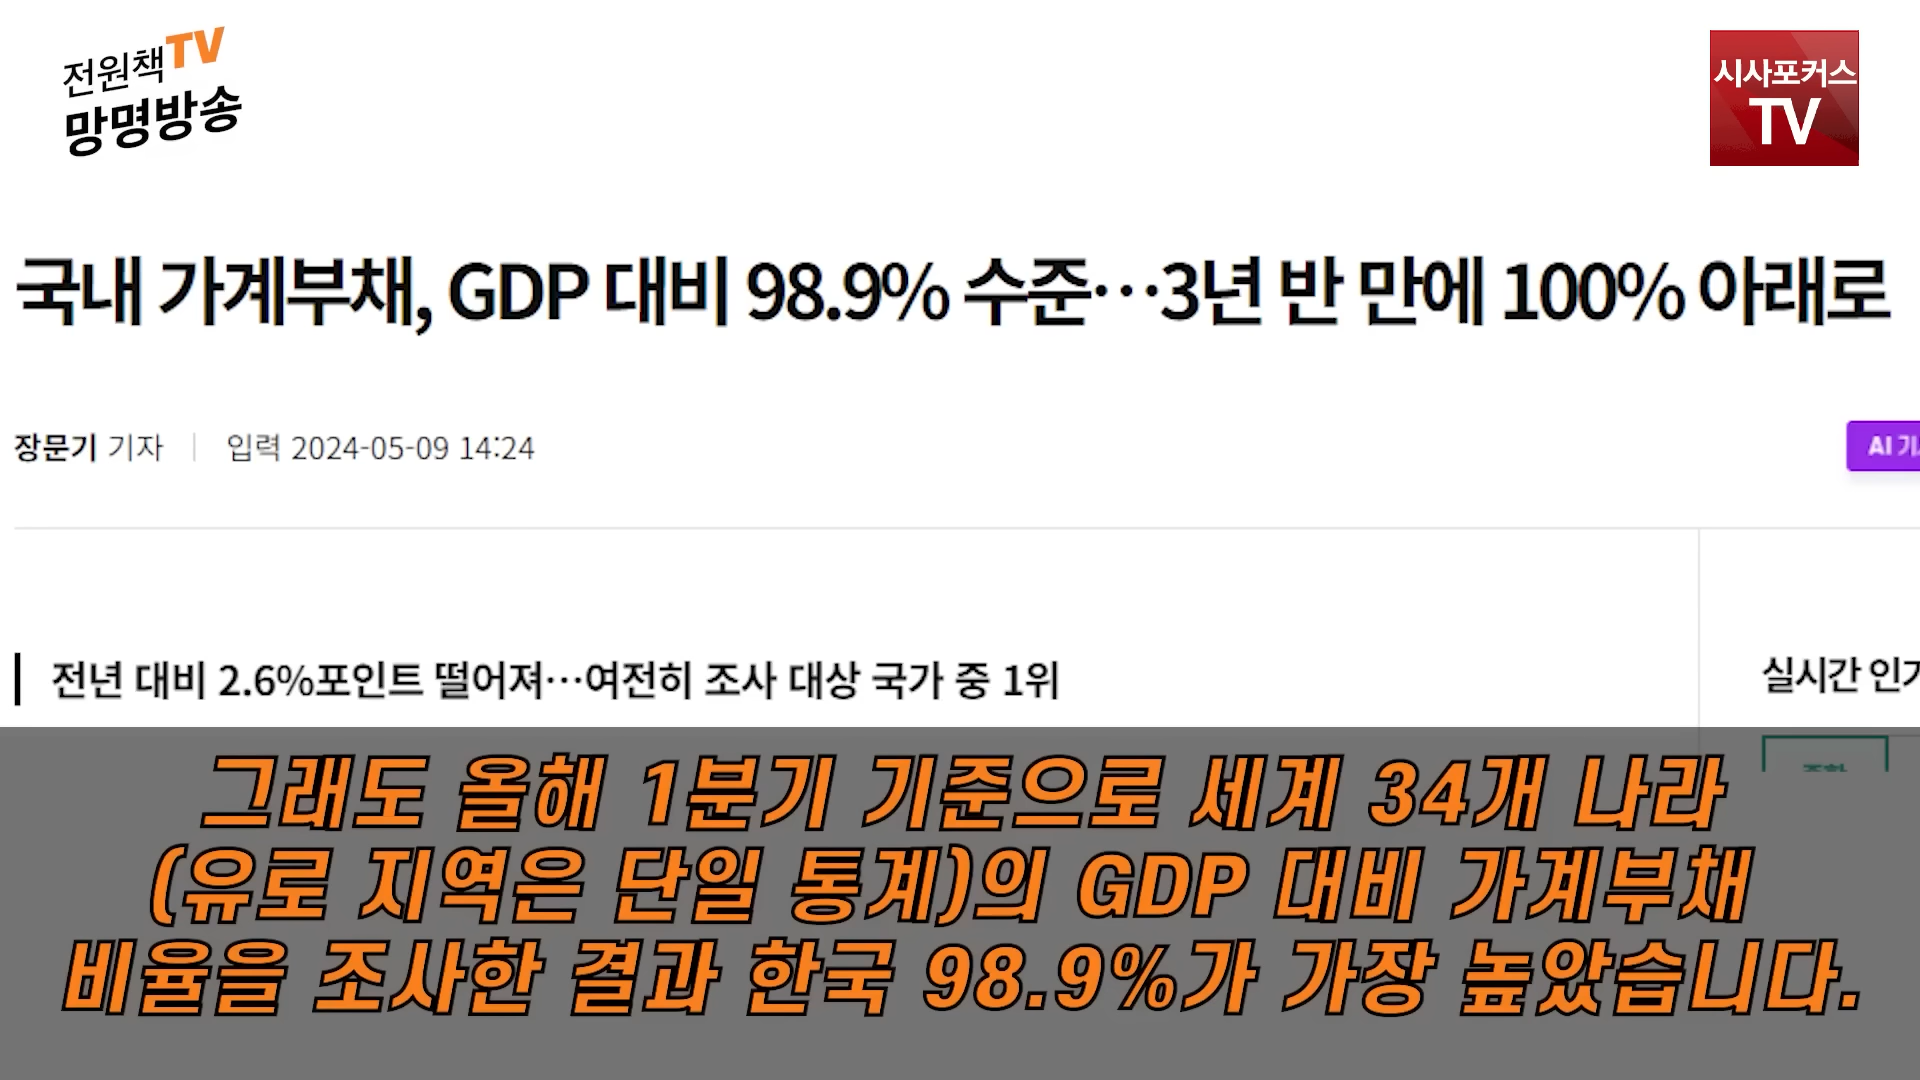 전원책TV
망명방송
시사포커스
TV
국내 가계부채, GDP 대비 98.9% 수준…3년 반 만에 100% 아래로
장문기 기자 | 입력 2024-05-09 14:24
AI
전년 대비 2.6%포인트 떨어져…여전히 조사 대상 국가 중 1위
실시간 인기
그래도 올해 1분기 기준으로 세계 34개 나라
(유로 지역은 단일 통계)의 GDP 대비 가계부채
비율을 조사한 결과 한국 98.9%가 가장 높았습니다.